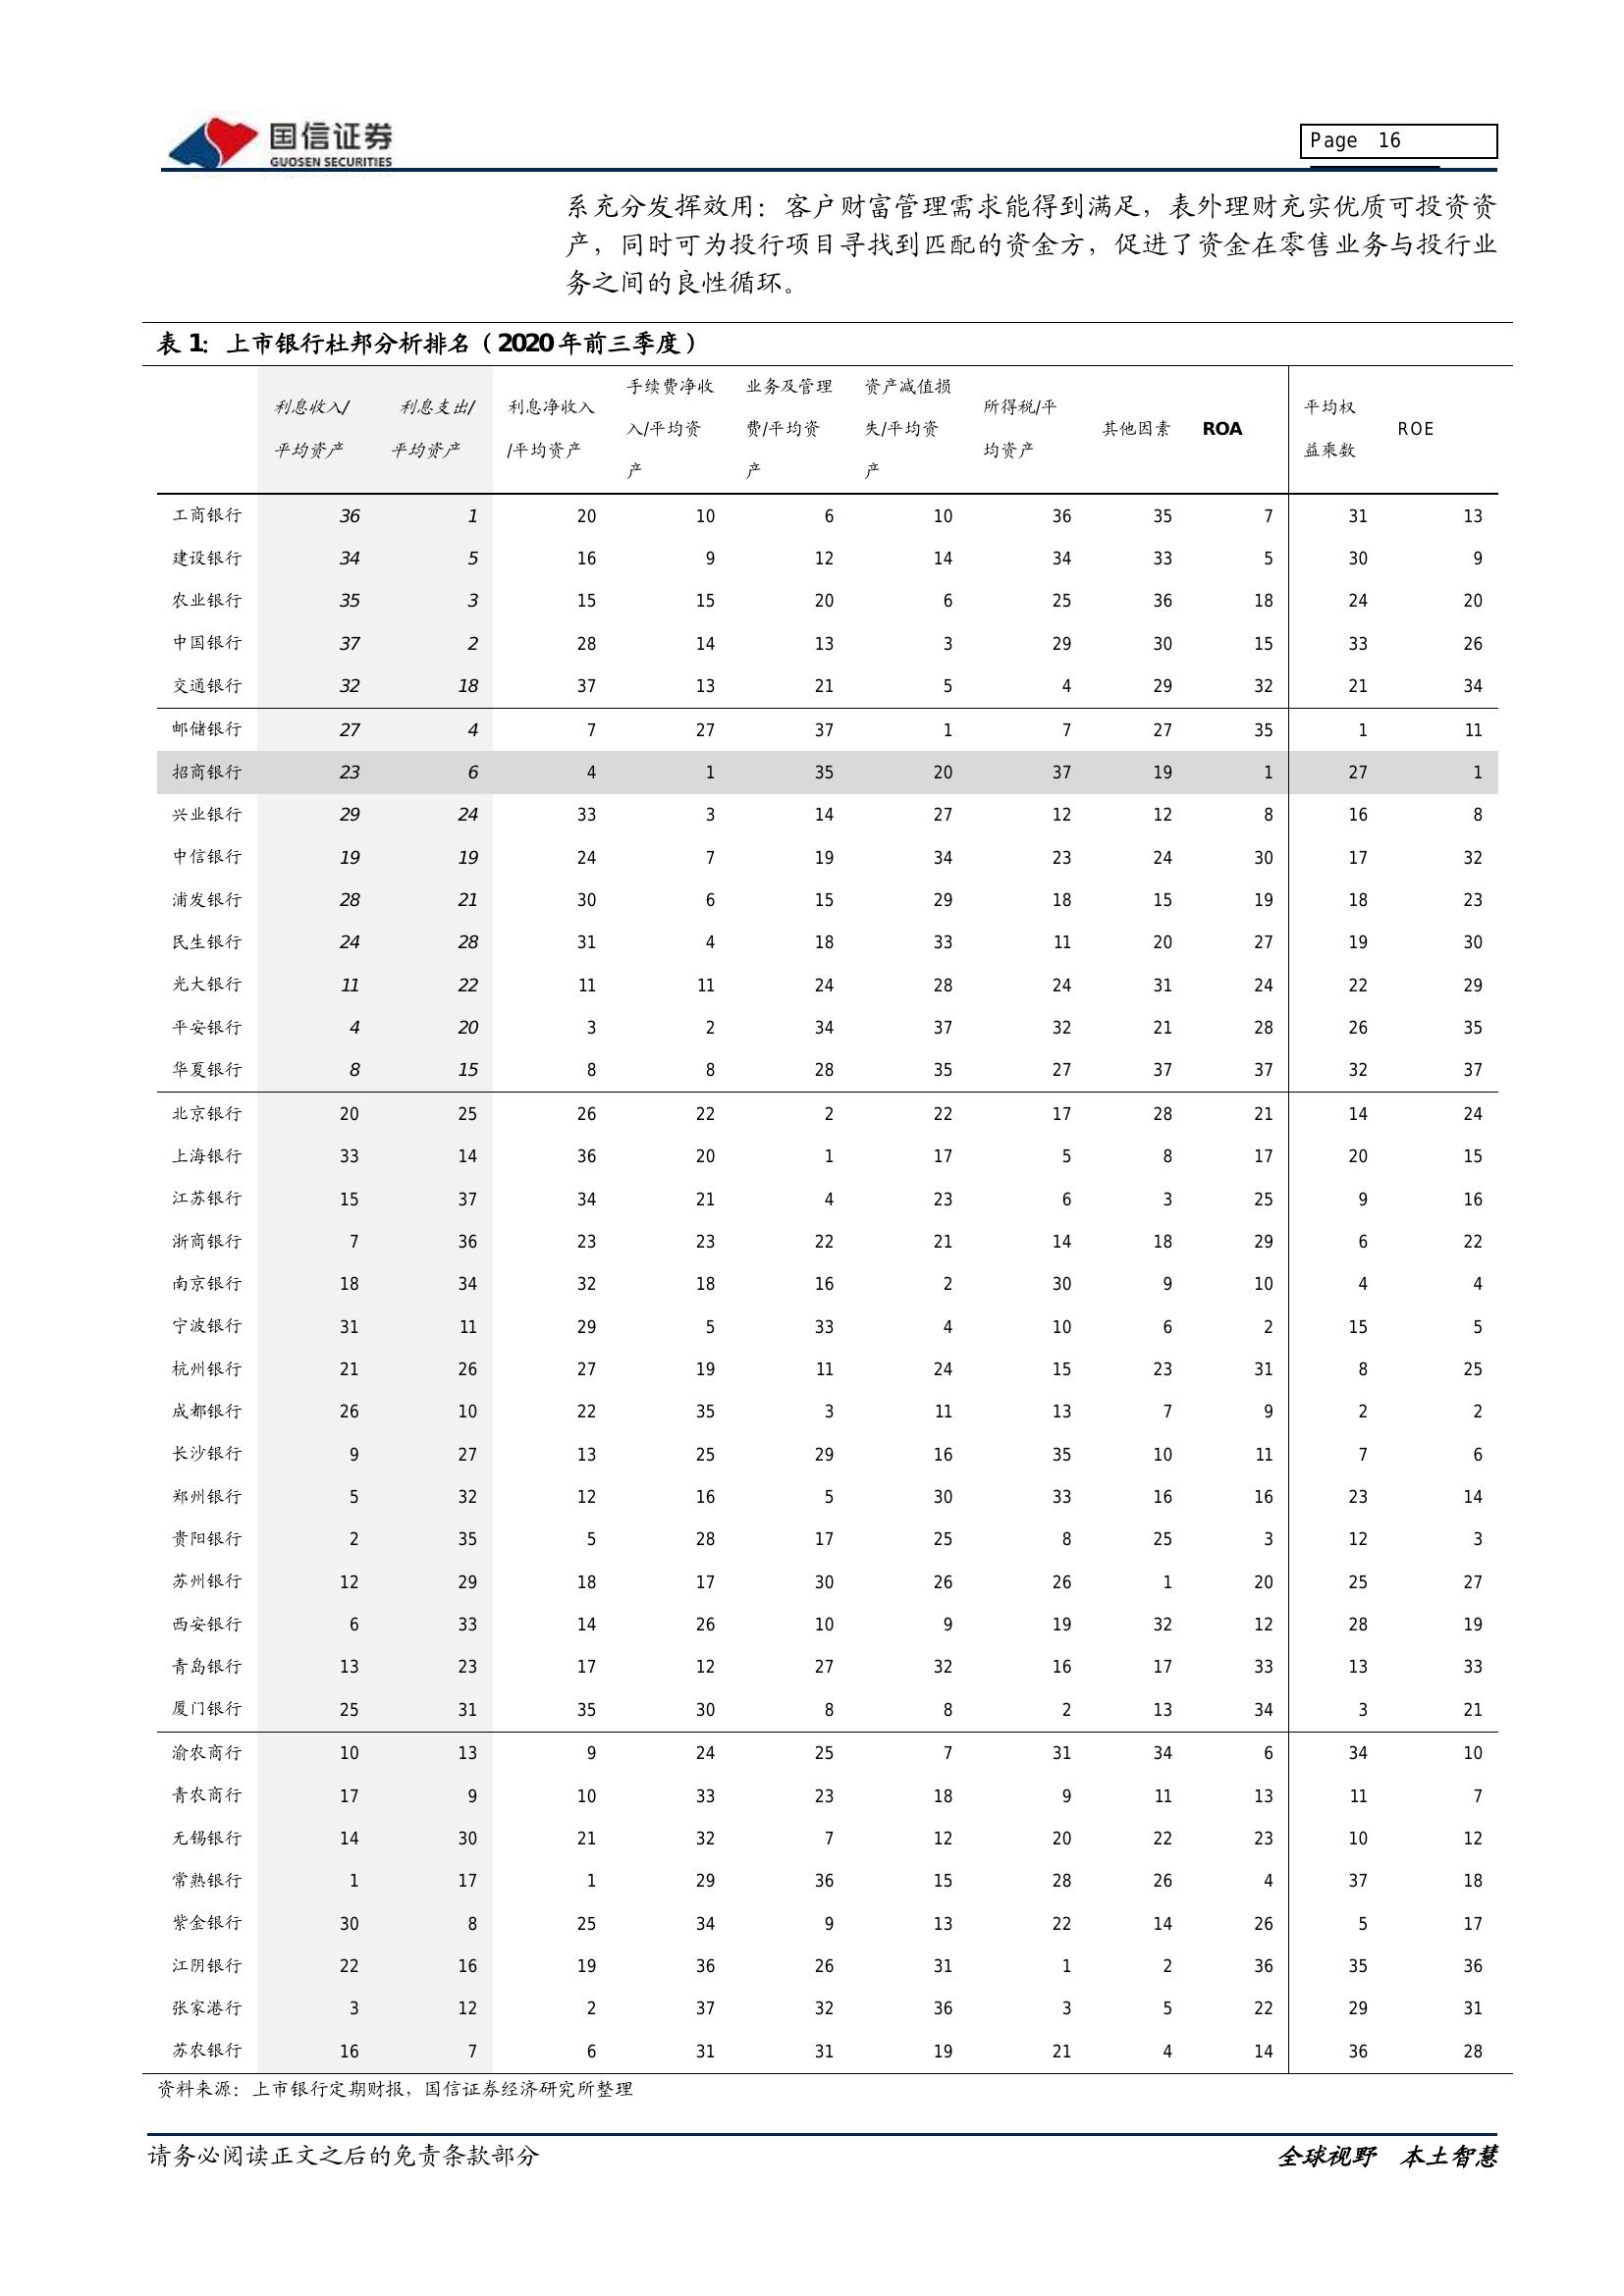 国信证券
GUOSEN SECURITIES
Page 16
系充分发挥效用：客户财富管理需求能得到满足，表外理财充实优质可投资资
产，同时可为投行项目寻找到匹配的资金方，促进了资金在零售业务与投行业
务之间的良性循环。
表 1：上市银行杜邦分析排名（2020 年前三季度）
利息收入/平均资产 利息支出/平均资产 利息净收入/平均资产 手续费净收入/平均资产 业务及管理费/平均资产 资产减值损失/平均资产 所得税/平均资产 其他因素 ROA 平均权益乘数 ROE
工商银行 36 1 20 10 6 10 36 35 7 31 13
建设银行 34 5 16 9 12 14 34 33 5 30 9
农业银行 35 3 15 15 20 6 25 36 18 24 20
中国银行 37 2 28 14 13 3 29 30 15 33 26
交通银行 32 18 37 13 21 5 4 29 32 21 34
邮储银行 27 4 7 27 37 1 7 27 35 1 11
招商银行 23 6 4 1 35 20 37 19 1 27 1
兴业银行 29 24 33 3 14 27 12 12 8 16 8
中信银行 19 19 24 7 19 34 23 24 30 17 32
浦发银行 28 21 30 6 15 29 18 15 19 18 23
民生银行 24 28 31 4 18 33 11 20 27 19 30
光大银行 11 22 11 11 24 28 24 31 24 22 29
平安银行 4 20 3 2 34 37 32 21 28 26 35
华夏银行 8 15 8 8 28 35 27 37 37 32 37
北京银行 20 25 26 22 2 22 17 28 21 14 24
上海银行 33 14 36 20 1 17 5 8 17 20 15
江苏银行 15 37 34 21 4 23 6 3 25 9 16
浙商银行 7 36 23 23 22 21 14 18 29 6 22
南京银行 18 34 32 18 16 2 30 9 10 4 4
宁波银行 31 11 29 5 33 4 10 6 2 15 5
杭州银行 21 26 27 19 11 24 15 23 31 8 25
成都银行 26 10 22 35 3 11 13 7 9 2 2
长沙银行 9 27 13 25 29 16 35 10 11 7 6
郑州银行 5 32 12 16 5 30 33 16 16 23 14
贵阳银行 2 35 5 28 17 25 8 25 3 12 3
苏州银行 12 29 18 17 30 26 26 1 20 25 27
西安银行 6 33 14 26 10 9 19 32 12 28 19
青岛银行 13 23 17 12 27 32 16 17 33 13 33
厦门银行 25 31 35 30 8 8 2 13 34 3 21
渝农商行 10 13 9 24 25 7 31 34 6 34 10
青农商行 17 9 10 33 23 18 9 11 13 11 7
无锡银行 14 30 21 32 7 12 20 22 23 10 12
常熟银行 1 17 1 29 36 15 28 26 4 37 18
紫金银行 30 8 25 34 9 13 22 14 26 5 17
江阴银行 22 16 19 36 26 31 1 2 36 35 36
张家港行 3 12 2 37 32 36 3 5 22 29 31
苏农银行 16 7 6 31 31 19 21 4 14 36 28
资料来源：上市银行定期财报，国信证券经济研究所整理
请务必阅读正文之后的免责条款部分
全球视野 本土智慧